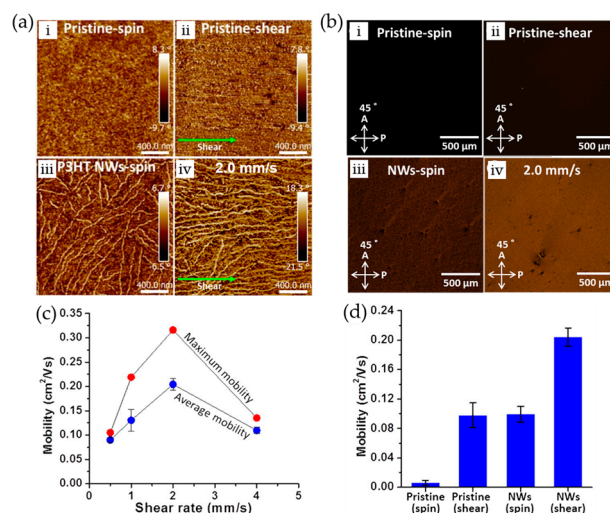 (a)
i
Pristine-spin
8.3 °
-9.7 °
400.0 nm
ii
Pristine-shear
7.8 °
-9.4 °
Shear
400.0 nm
iii
P3HT NWs-spin
6.7 °
6.5 °
400.0 nm
iv
2.0 mm/s
18.3 °
-21.5 °
Shear
400.0 nm
(b)
i
Pristine-spin
45 °
A
P
500 μm
ii
Pristine-shear
45 °
A
P
500 μm
iii
NWs-spin
45 °
A
P
500 μm
iv
2.0 mm/s
45 °
A
P
500 μm
(c)
Mobility (cm²/Vs)
0.35
0.30
0.25
0.20
0.15
0.10
0.05
0.00
0
1
2
3
4
5
Shear rate (mm/s)
Maximum mobility
Average mobility
(d)
Mobility (cm²/Vs)
0.24
0.20
0.16
0.12
0.08
0.04
0.00
Pristine
(spin)
Pristine
(shear)
NWs
(spin)
NWs
(shear)